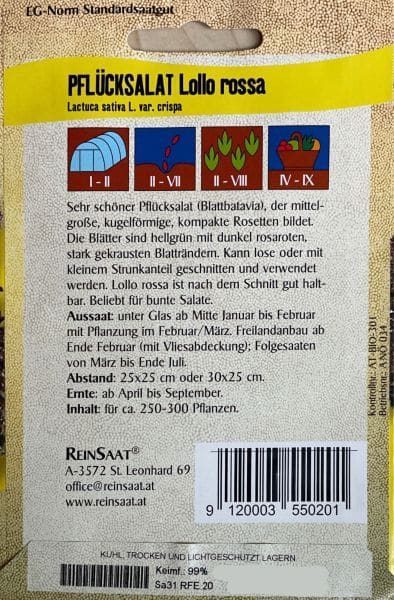 EG-Norm Standardsaatgut
PFLÜCKSALAT Lollo rossa
Lactuca sativa L. var. crispa
I - II
II - VII
II - VIII
IV - IX
Sehr schöner Pflücksalat (Blattbatavia), der mittel-
große, kugelförmige, kompakte Rosetten bildet.
Die Blätter sind hellgrün mit dunkel rosaroten,
stark gekrausten Blatträndern. Kann lose oder mit
kleinem Strunkanteil geschnitten und verwendet
werden. Lollo rossa ist nach dem Schnitt gut halt-
bar. Beliebt für bunte Salate.
Aussaat: unter Glas ab Mitte Januar bis Februar
mit Pflanzung im Februar/März. Freilandanbau ab
Ende Februar (mit Vliesabdeckung); Folgesaaten
von März bis Ende Juli.
Abstand: 25x25 cm oder 30x25 cm.
Ernte: ab April bis September.
Inhalt: für ca. 250-300 Pflanzen.
Kontrollnr.: AT-BIO-301
Betriebsnr.: A NÖ 034
REINSAAT®
A-3572 St. Leonhard 69
office@reinsaat.at
www.reinsaat.at
9 120003 550201
KÜHL, TROCKEN UND LICHTGESCHÜTZT LAGERN
Keimf.: 99%
Sa31 RFE 20